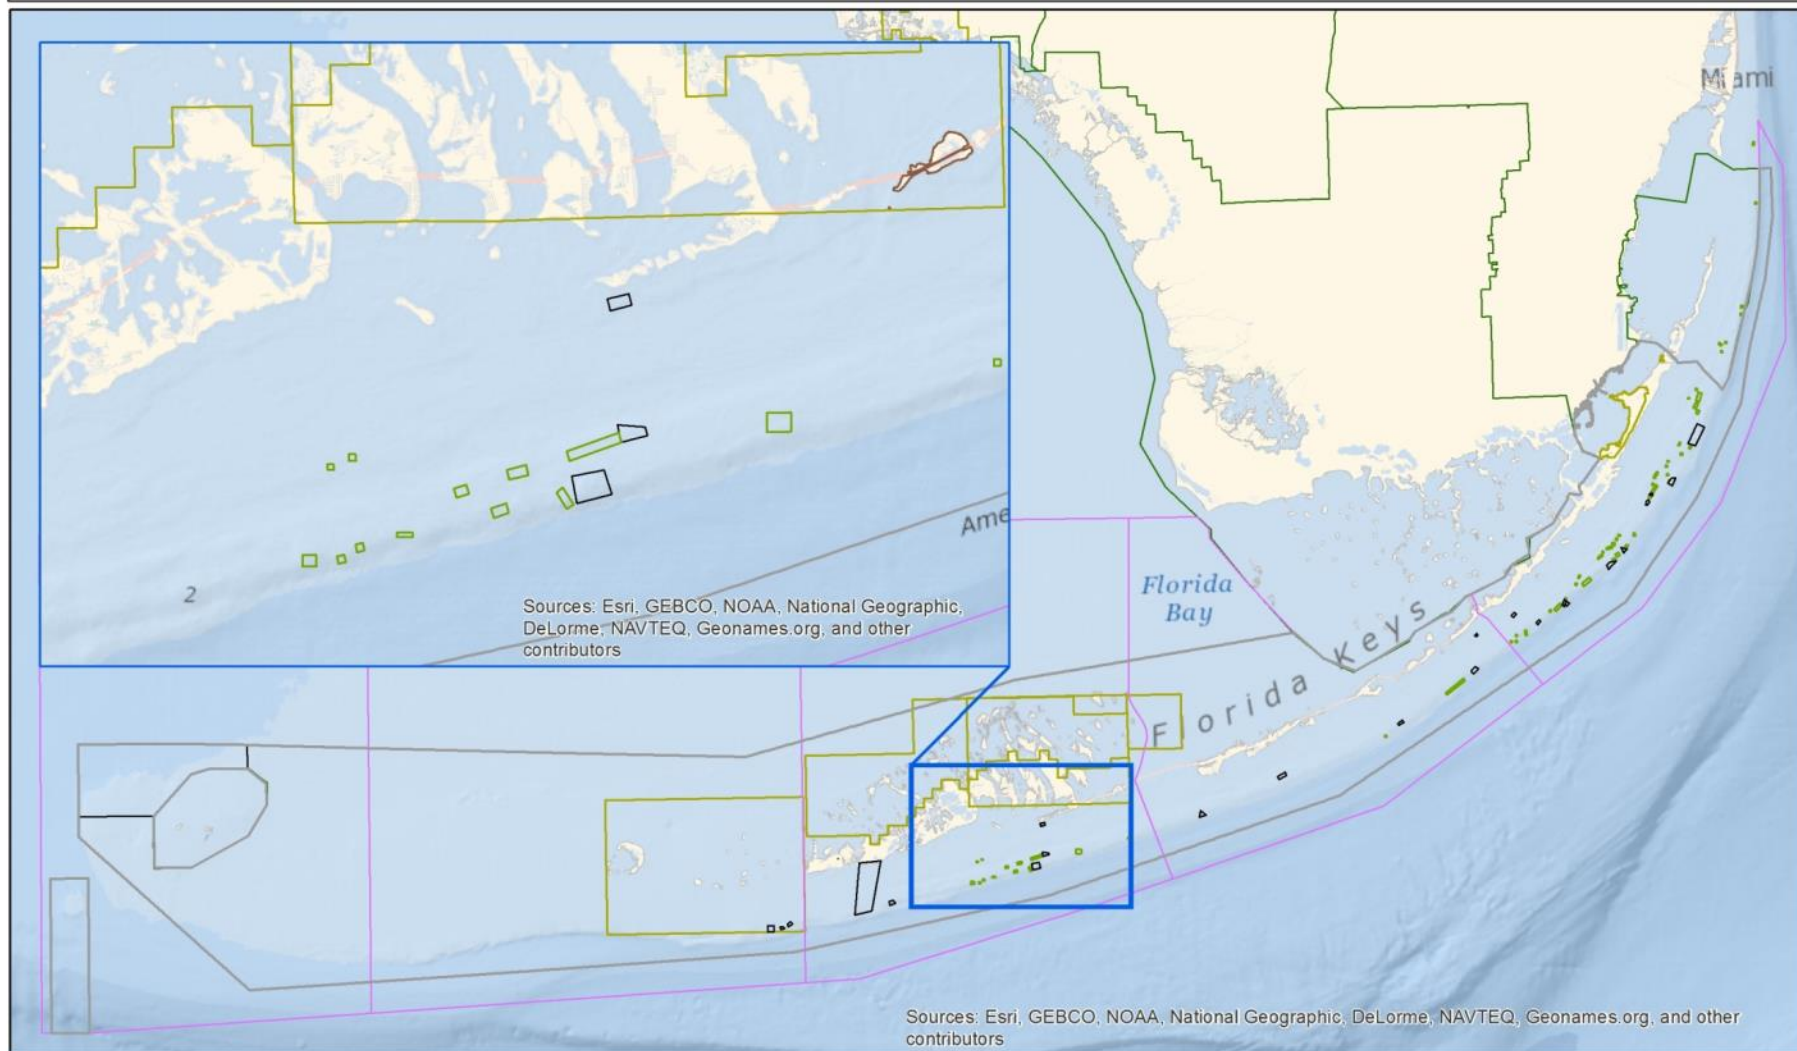 Miami
Ame
2
Sources: Esri, GEBCO, NOAA, National Geographic,
DeLorme, NAVTEQ, Geonames.org, and other
contributors
Florida
Bay
Florida Keys
Sources: Esri, GEBCO, NOAA, National Geographic, DeLorme, NAVTEQ, Geonames.org, and other
contributors